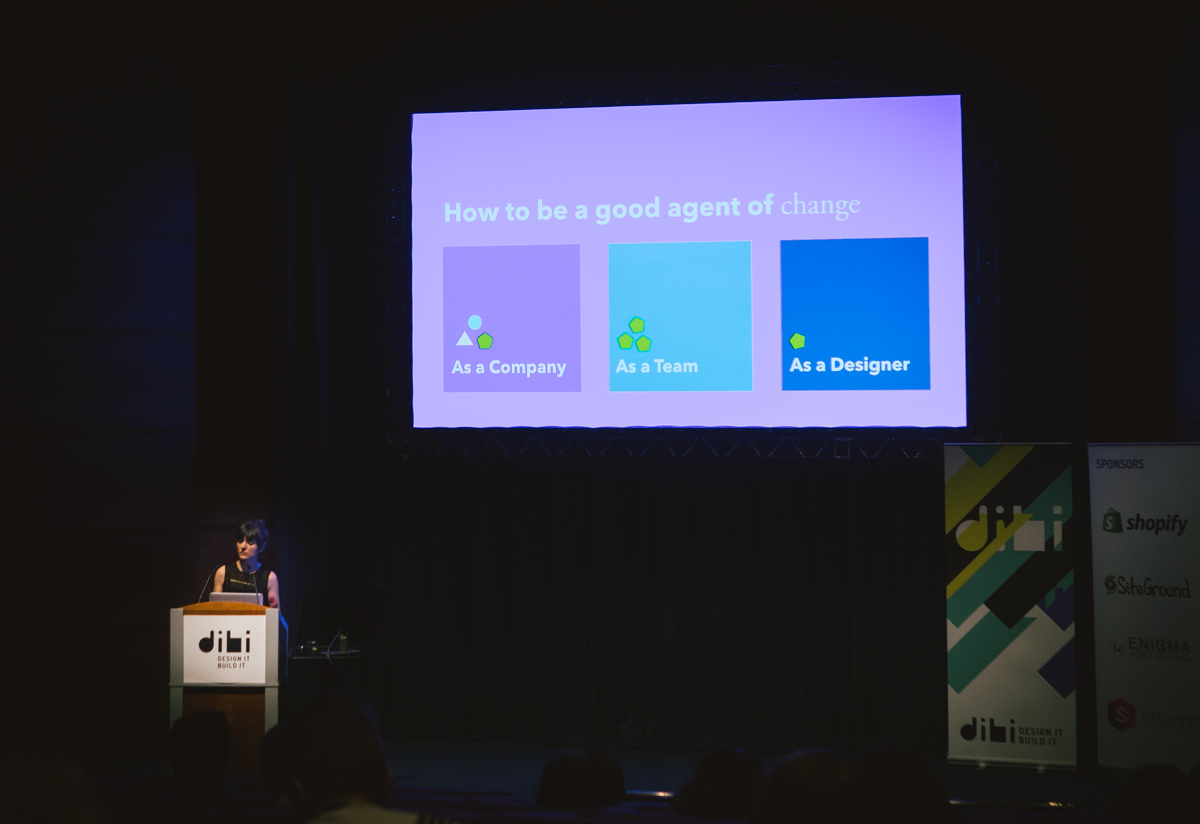 How to be a good agent of change
As a Company
As a Team
As a Designer
dibi
DESIGN IT
BUILD IT
dibi
dibi DESIGN IT
BUILD IT
SPONSORS
shopify
SiteGround
ENIGMA